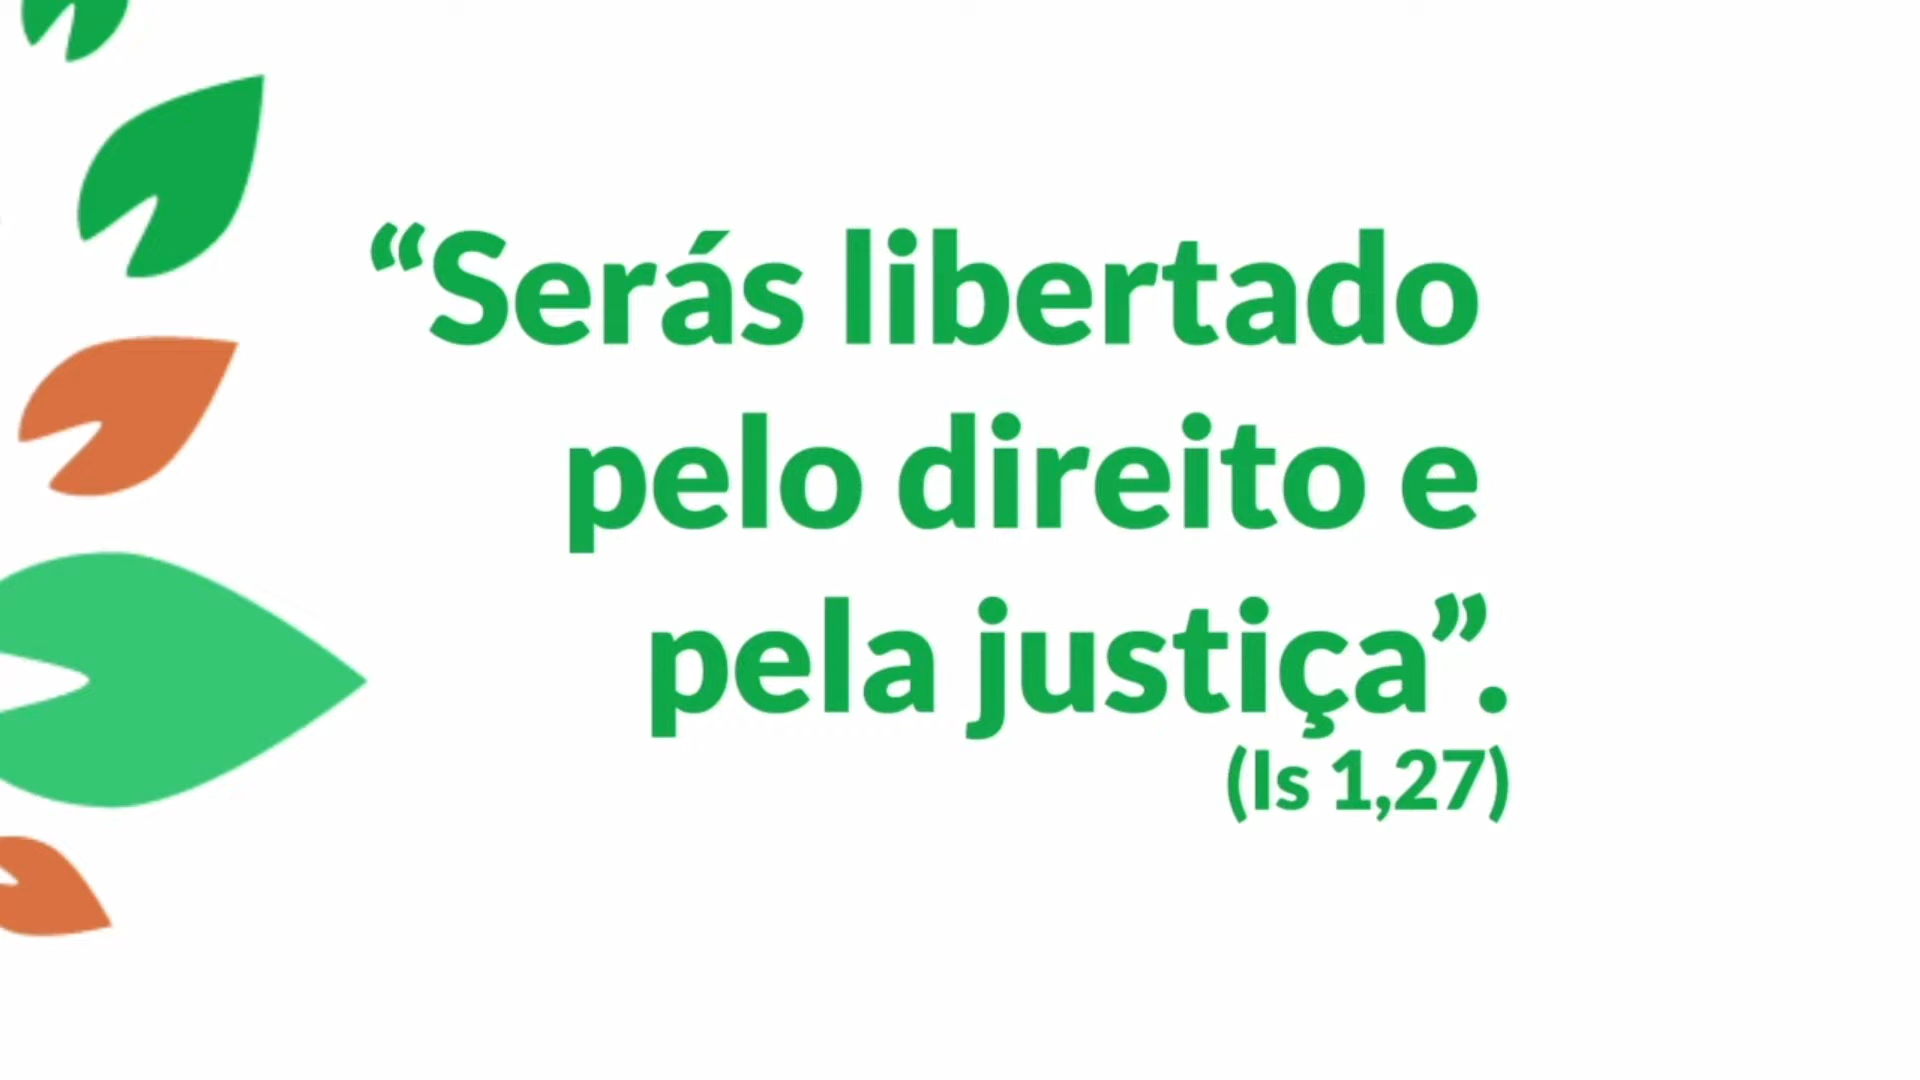 “Serás libertado
pelo direito e
pela justiça”.
(Is 1,27)